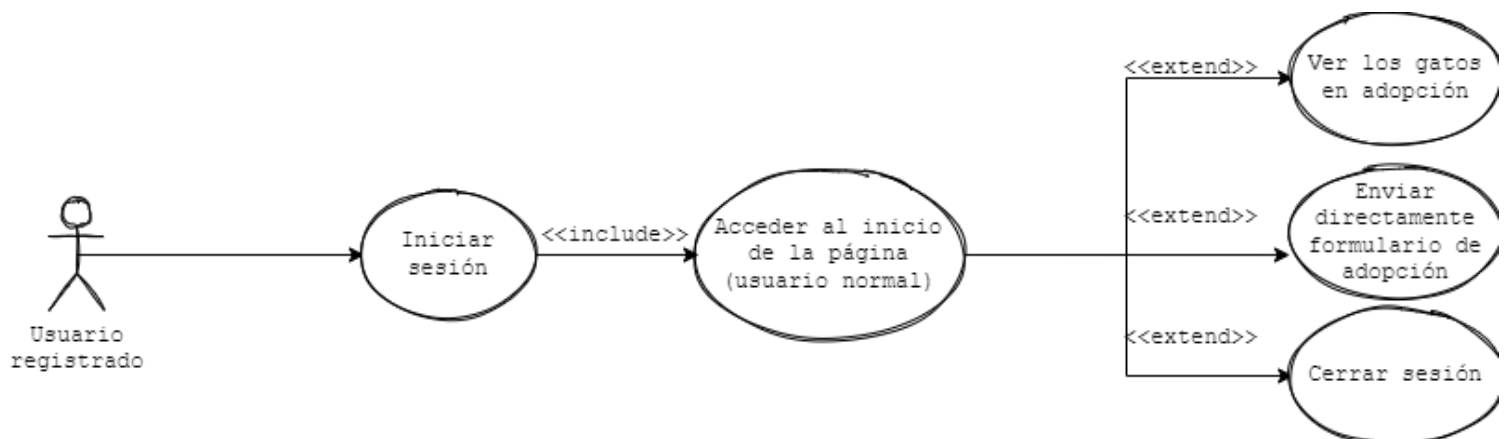 Usuario
registrado
Iniciar
sesión
<<include>>
Acceder al inicio
de la página
(usuario normal)
<<extend>>
Ver los gatos
en adopción
<<extend>>
Enviar
directamente
formulario de
adopción
<<extend>>
Cerrar sesión